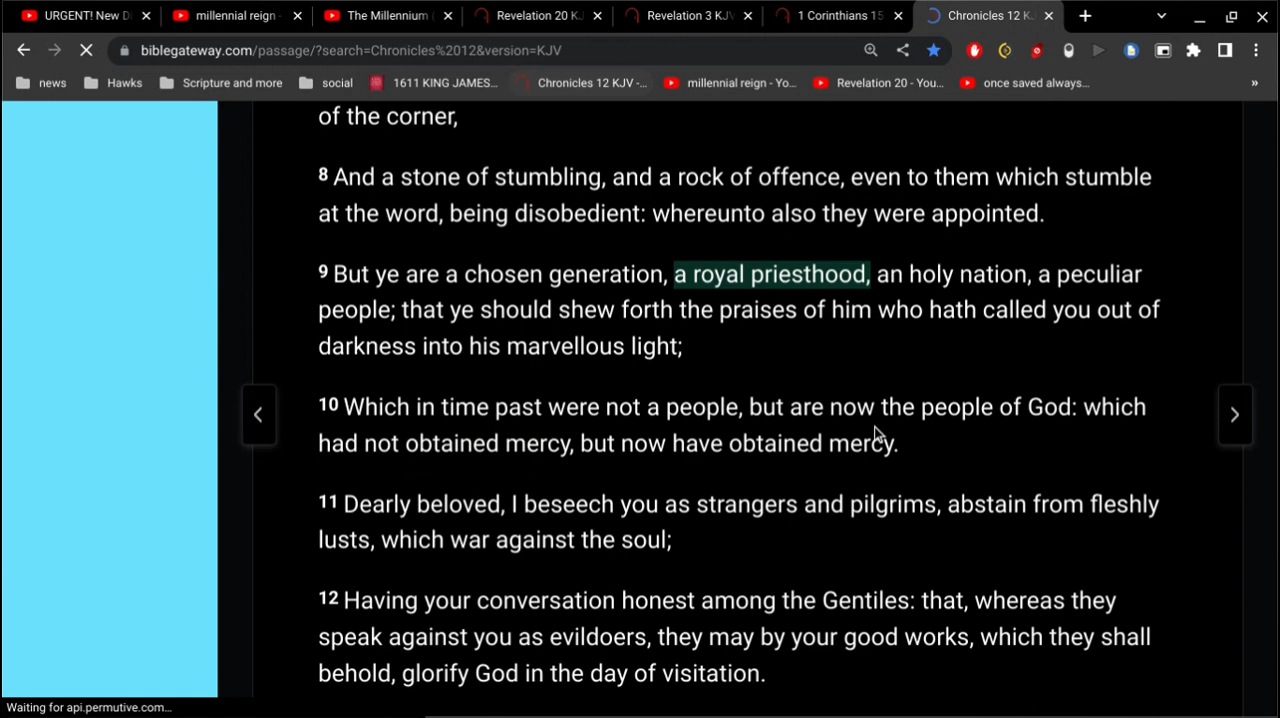 URGENT! New D
millennial reign -
The Millennium (
Revelation 20 KJ
Revelation 3 KJV
1 Corinthians 15
Chronicles 12 K
biblegateway.com/passage/?search=Chronicles%2012&version=KJV
news
Hawks
Scripture and more
social
1611 KING JAMES...
Chronicles 12 KJV -...
millennial reign - Yo...
Revelation 20 - You...
once saved always...
»
of the corner,
8 And a stone of stumbling, and a rock of offence, even to them which stumble
at the word, being disobedient: whereunto also they were appointed.
9 But ye are a chosen generation, a royal priesthood, an holy nation, a peculiar
people; that ye should shew forth the praises of him who hath called you out of
darkness into his marvellous light;
10 Which in time past were not a people, but are now the people of God: which
had not obtained mercy, but now have obtained mercy.
11 Dearly beloved, I beseech you as strangers and pilgrims, abstain from fleshly
lusts, which war against the soul;
12 Having your conversation honest among the Gentiles: that, whereas they
speak against you as evildoers, they may by your good works, which they shall
behold, glorify God in the day of visitation.
Waiting for api.permutive.com...